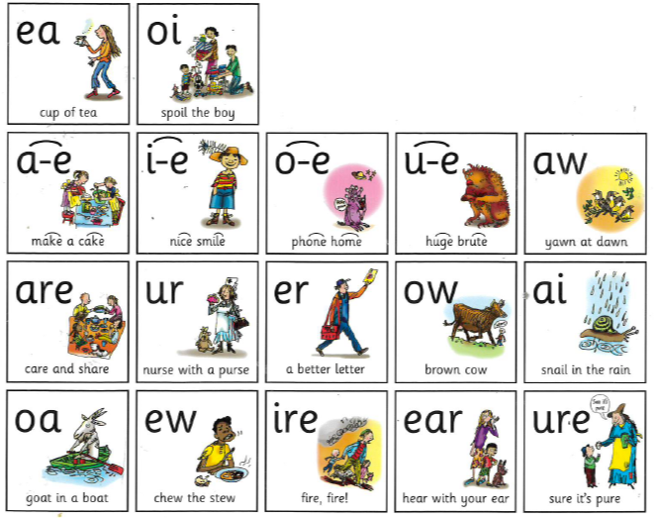 ea oi
cup of tea spoil the boy
a-e i-e o-e u-e aw
make a cake nice smile phone home huge brute yawn at dawn
are ur er ow ai
care and share nurse with a purse a better letter brown cow snail in the rain
oa ew ire ear ure
goat in a boat chew the stew fire, fire! hear with your ear sure it's pure